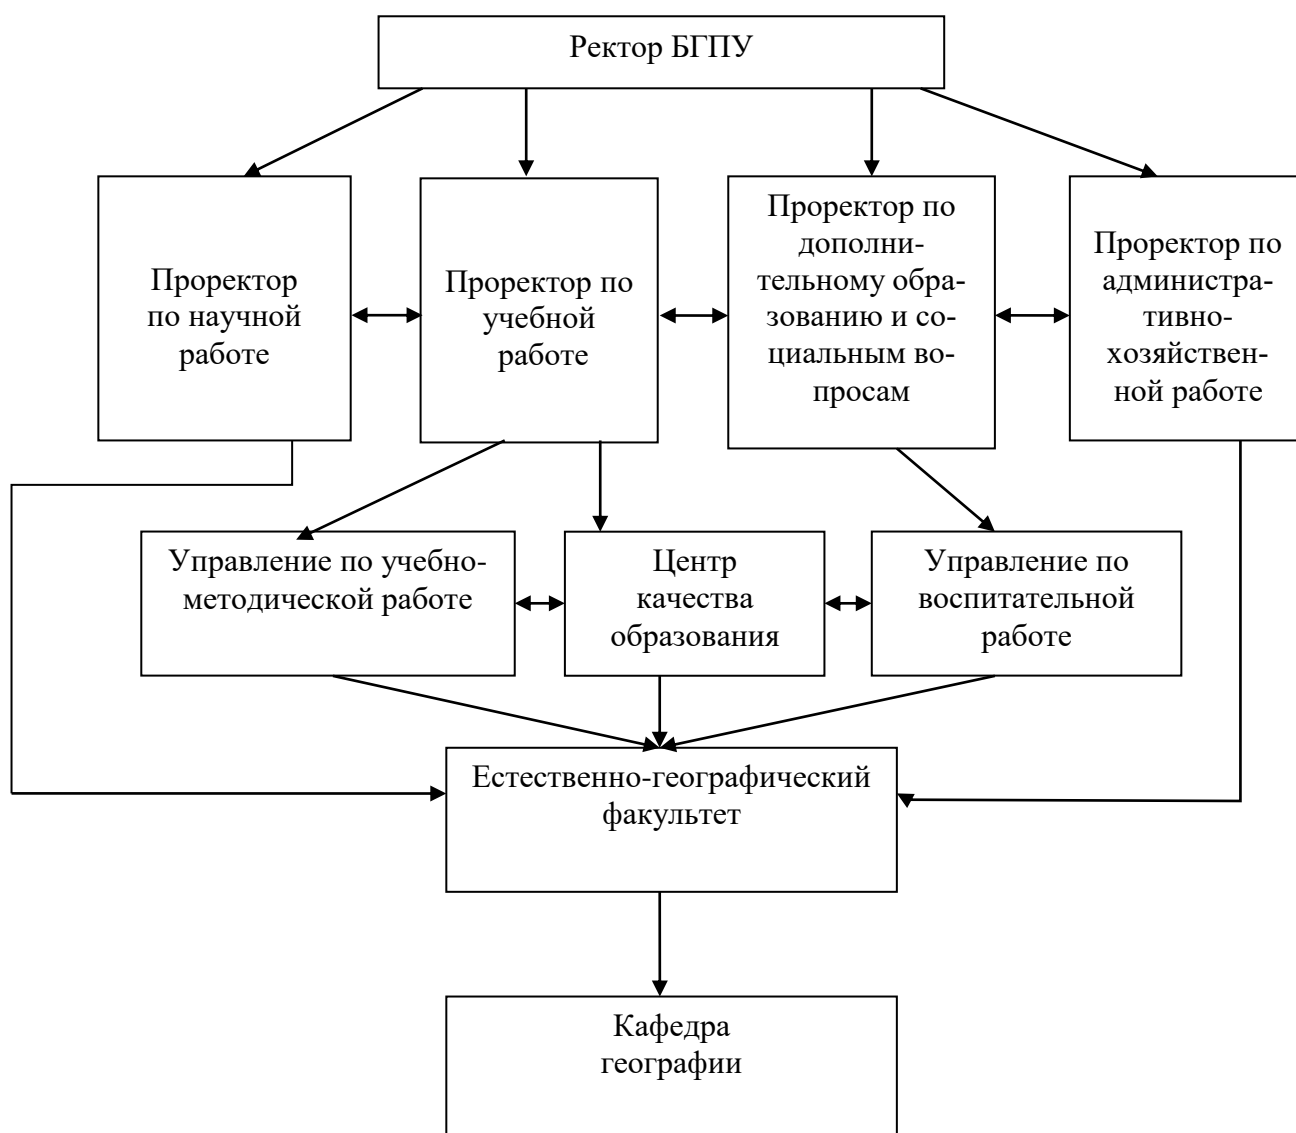 Ректор БГПУ
Проректор
по научной
работе
Проректор по
учебной
работе
Проректор по
дополни-
тельному обра-
зованию и со-
циальным во-
просам
Проректор по
администра-
тивно-
хозяйствен-
ной работе
Управление по учебно-
методической работе
Центр
качества
образования
Управление по
воспитательной
работе
Естественно-географический
факультет
Кафедра
географии